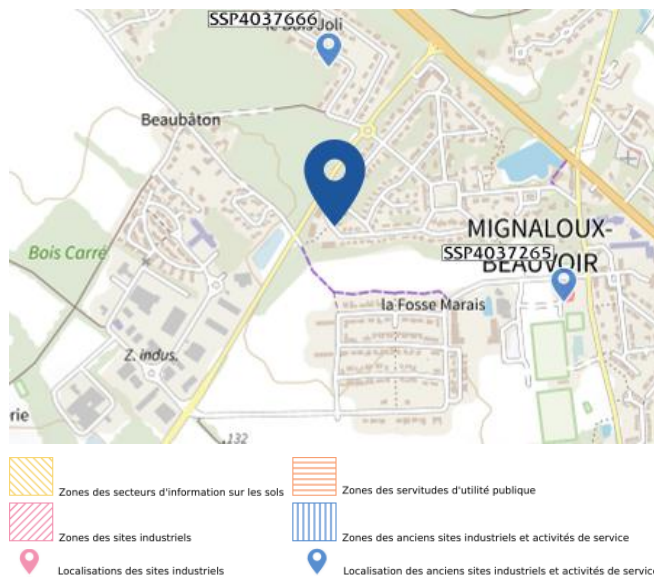 SSP4037666
le Bois Joli
Beaubâton
MIGNALOUX-
BEAUVOIR
SSP4037265
Bois Carré
la Fosse Marais
Z. indus.
erie
132
Zones des secteurs d'information sur les sols
Zones des servitudes d'utilité publique
Zones des sites industriels
Zones des anciens sites industriels et activités de service
Localisations des sites industriels
Localisation des anciens sites industriels et activités de service